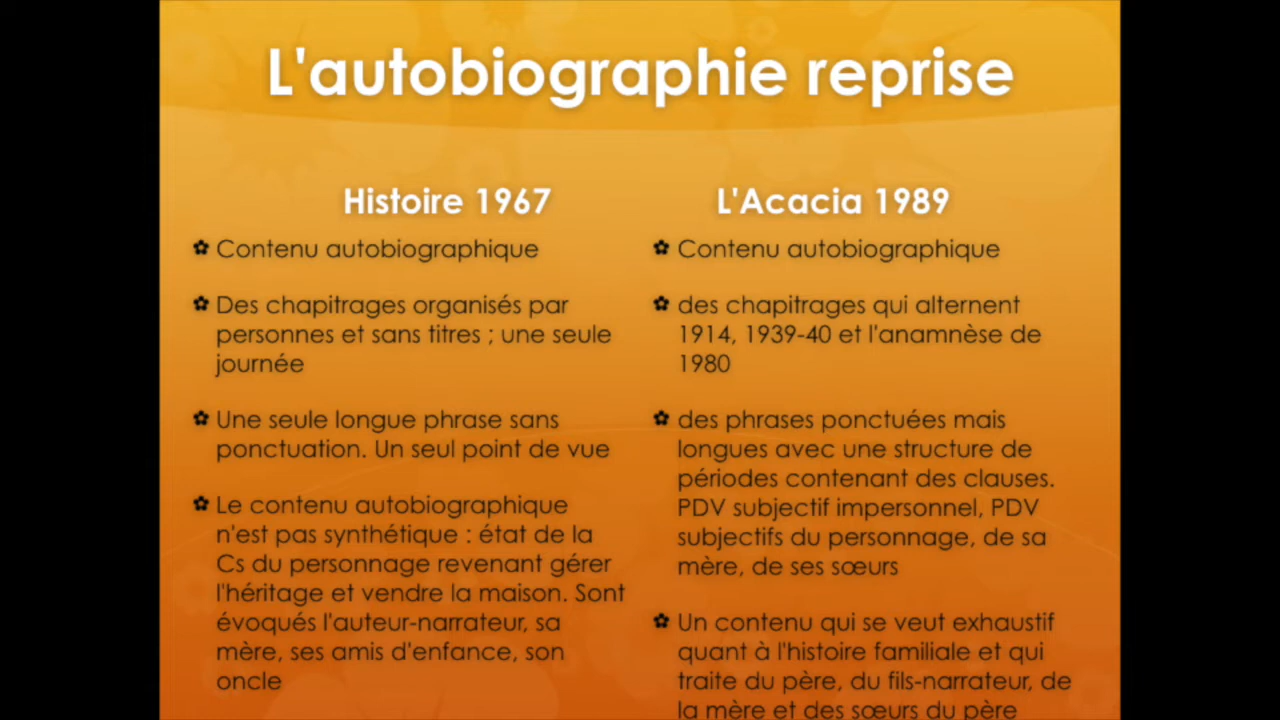 L'autobiographie reprise
Histoire 1967
Contenu autobiographique
Des chapitrages organisés par
personnes et sans titres ; une seule
journée
Une seule longue phrase sans
ponctuation. Un seul point de vue
Le contenu autobiographique
n'est pas synthétique : état de la
Cs du personnage revenant gérer
l'héritage et vendre la maison. Sont
évoqués l'auteur-narrateur, sa
mère, ses amis d'enfance, son
oncle
L'Acacia 1989
Contenu autobiographique
des chapitrages qui alternent
1914, 1939-40 et l'anamnèse de
1980
des phrases ponctuées mais
longues avec une structure de
périodes contenant des clauses.
PDV subjectif impersonnel, PDV
subjectifs du personnage, de sa
mère, de ses sœurs
Un contenu qui se veut exhaustif
quant à l'histoire familiale et qui
traite du père, du fils-narrateur, de
la mère et des sœurs du père